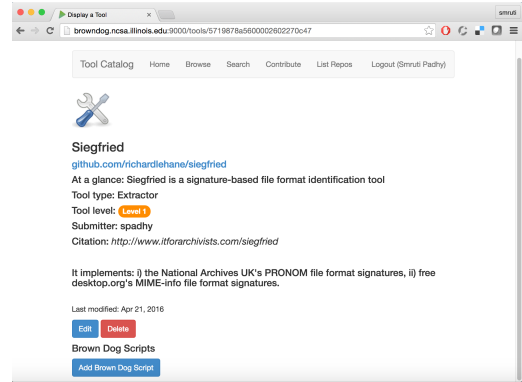 Display a Tool
smruti
browndog.ncsa.illinois.edu:9000/tools/5719878a5600002602270c47
Tool Catalog Home Browse Search Contribute List Repos Logout (Smruti Padhy)
Siegfried
github.com/richardlehane/siegfried
At a glance: Siegfried is a signature-based file format identification tool
Tool type: Extractor
Tool level: Level 1
Submitter: spadhy
Citation: http://www.itforarchivists.com/siegfried
It implements: i) the National Archives UK's PRONOM file format signatures, ii) free
desktop.org's MIME-info file format signatures.
Last modified: Apr 21, 2016
Edit Delete
Brown Dog Scripts
Add Brown Dog Script